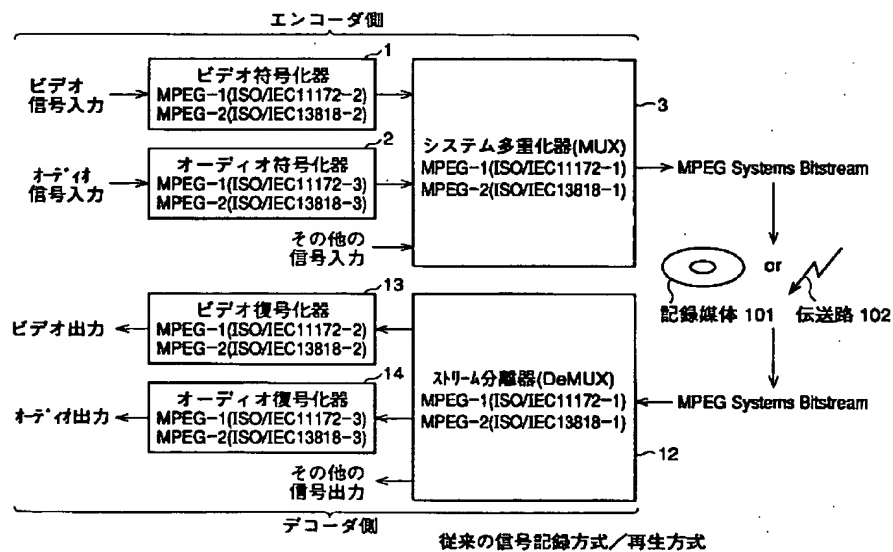 エンコーダ側
1
ビデオ
信号入力
ビデオ符号化器
MPEG-1(ISO/IEC11172-2)
MPEG-2(ISO/IEC13818-2)
2
オーディオ
信号入力
オーディオ符号化器
MPEG-1(ISO/IEC11172-3)
MPEG-2(ISO/IEC13818-3)
その他の
信号入力
3
システム多重化器(MUX)
MPEG-1(ISO/IEC11172-1)
MPEG-2(ISO/IEC13818-1)
MPEG Systems Bitstream
or
記録媒体 101
伝送路 102
MPEG Systems Bitstream
ストリーム分離器(DeMUX)
MPEG-1(ISO/IEC11172-1)
MPEG-2(ISO/IEC13818-1)
12
13
ビデオ復号化器
MPEG-1(ISO/IEC11172-2)
MPEG-2(ISO/IEC13818-2)
ビデオ出力
14
オーディオ復号化器
MPEG-1(ISO/IEC11172-3)
MPEG-2(ISO/IEC13818-3)
オーディオ出力
その他の
信号出力
デコーダ側
従来の信号記録方式/再生方式